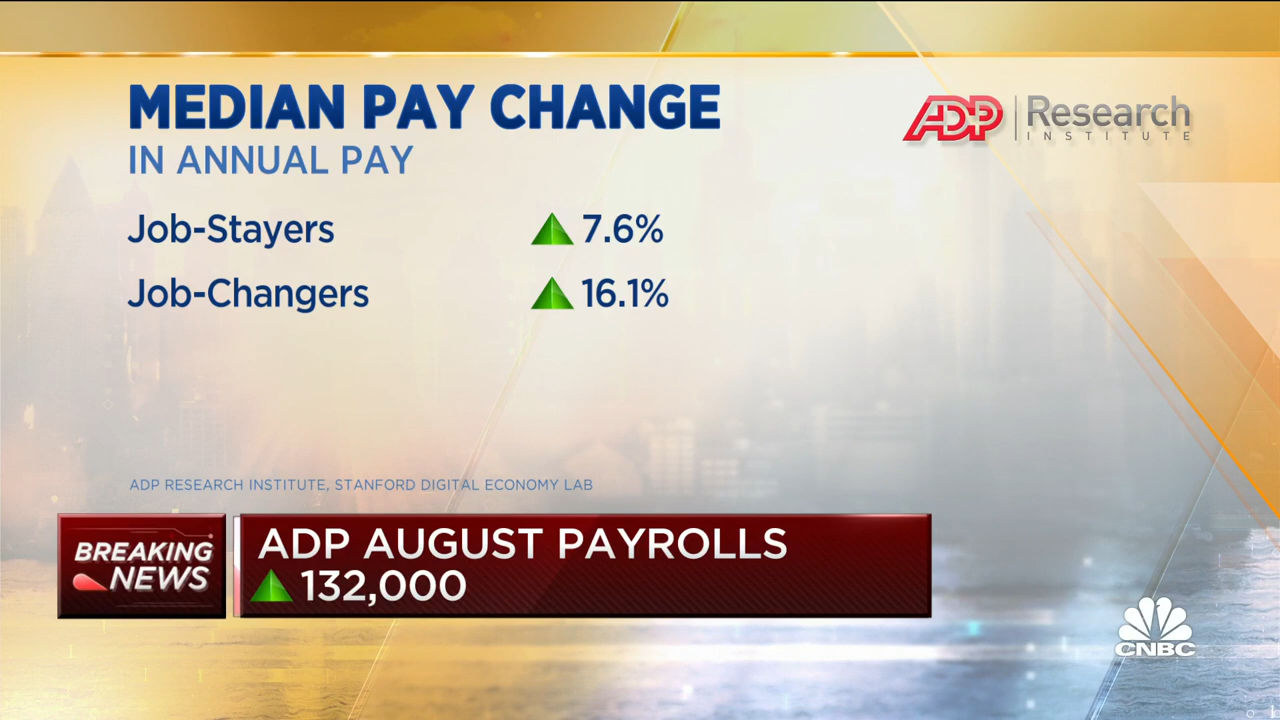 MEDIAN PAY CHANGE
IN ANNUAL PAY
ADP Research
INSTITUTE
Job-Stayers 7.6%
Job-Changers 16.1%
ADP RESEARCH INSTITUTE, STANFORD DIGITAL ECONOMY LAB
BREAKING
NEWS
ADP AUGUST PAYROLLS
132,000
CNBC